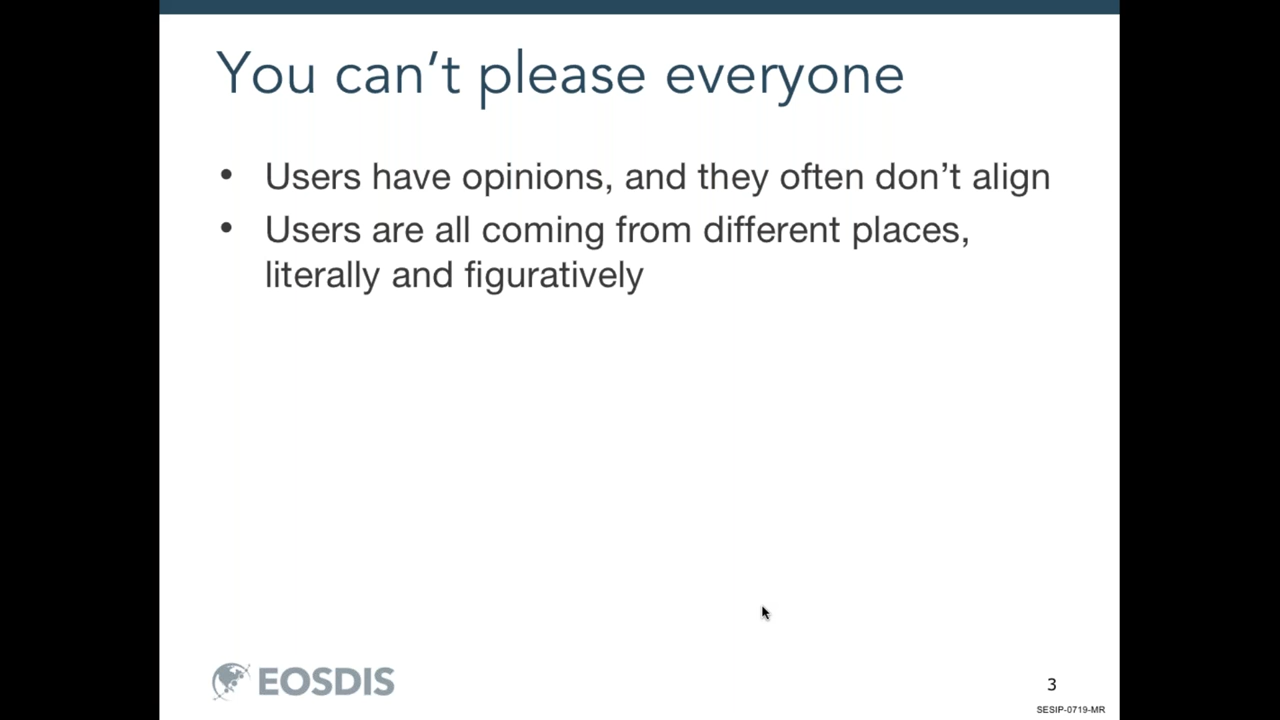 You can’t please everyone
• Users have opinions, and they often don’t align
• Users are all coming from different places,
literally and figuratively
EOSDIS
3
SESIP-0719-MR